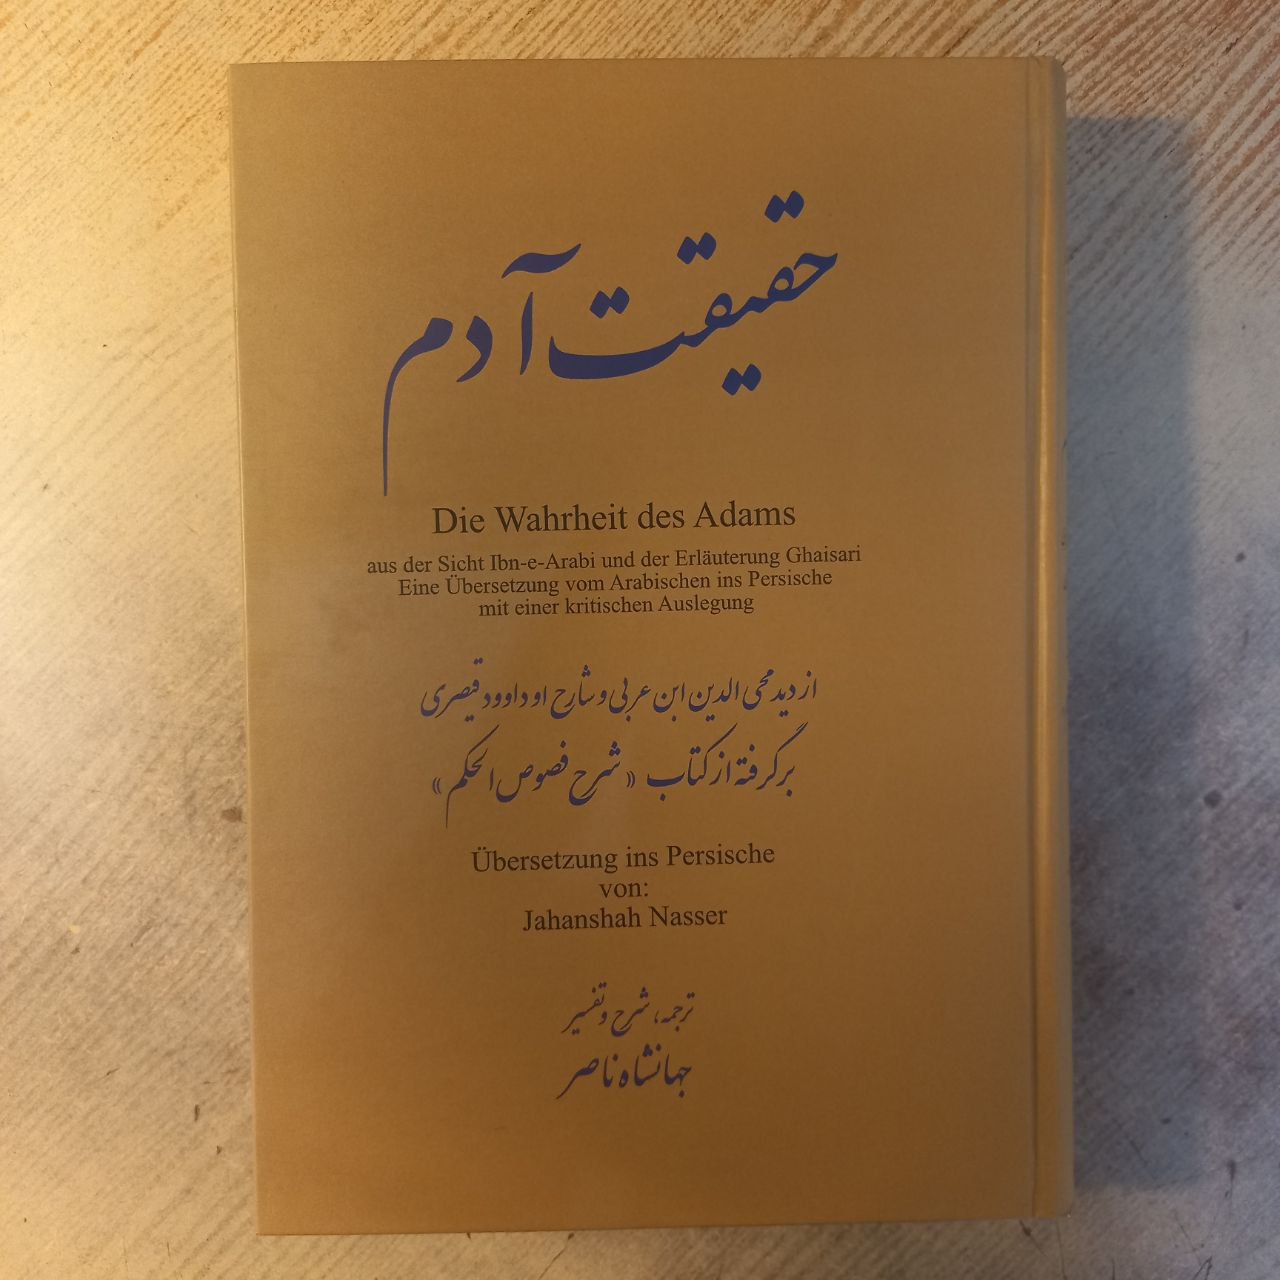 حقیقت آدم
Die Wahrheit des Adams
aus der Sicht Ibn-e-Arabi und der Erläuterung Ghaisari
Eine Übersetzung vom Arabischen ins Persische
mit einer kritischen Auslegung
از دید محی الدین ابن عربی و شارح او داوود قیصری
برگرفتة از کتاب «شرح فصوص الحکم»
Übersetzung ins Persische
von:
Jahanshah Nasser
ترجمه، شرح و تفسیر
جهانشاه ناصر